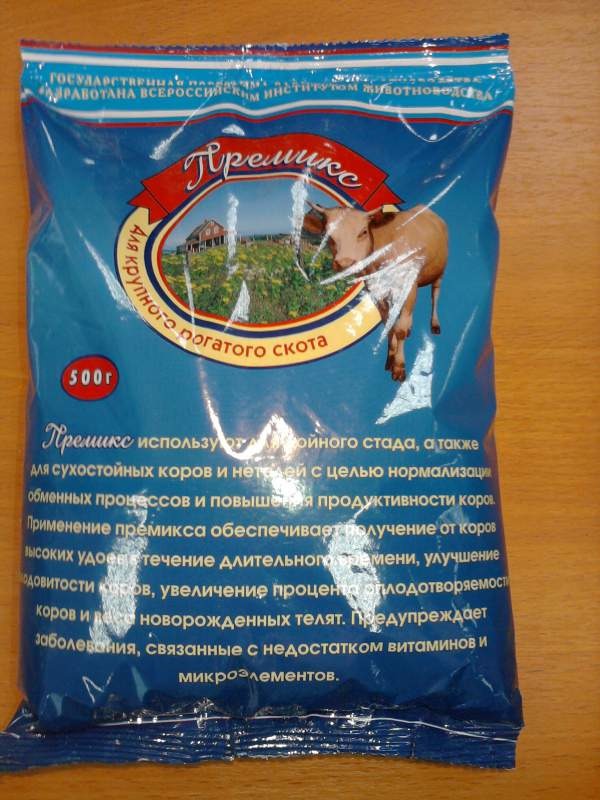 ГОСУДАРСТВЕННАЯ
РАЗРАБОТАНА ВСЕРОССИЙСКИМ ИНСТИТУТОМ ЖИВОТНОВОДСТВА
Премикс
Для крупного рогатого скота
500г
Премикс используют для дойного стада, а также
для сухостойных коров и нетелей с целью нормализации
обменных процессов и повышения продуктивности коров.
Применение премикса обеспечивает получение от коров
высоких удоев в течение длительного времени, улучшение
плодовитости коров, увеличение процента оплодотворяемости
коров и веса новорожденных телят. Предупреждает
заболевания, связанные с недостатком витаминов и
микроэлементов.